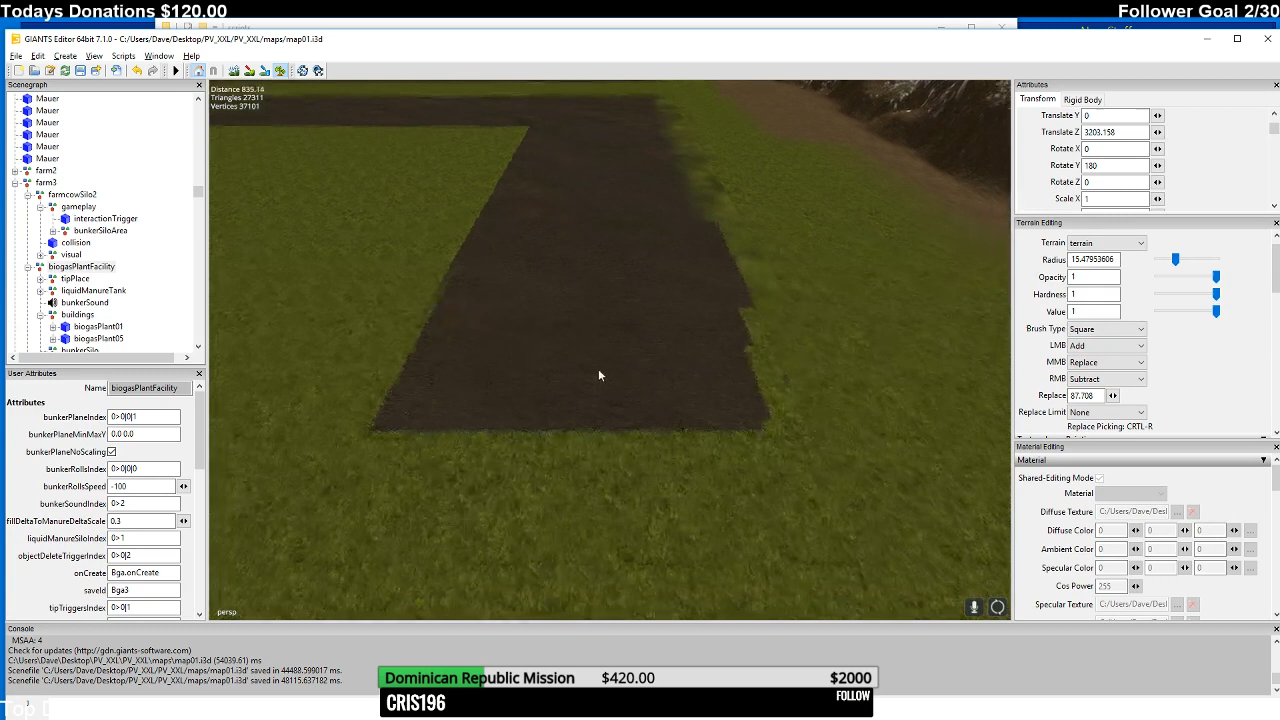 Todays Donations $120.00
Follower Goal 2/30
GIANTS Editor 64bit 7.1.0 - C:/Users/Dave/Desktop/PV_XXL/PV_XXL/maps/map01.i3d
File Edit Create View Scripts Window Help
Scenegraph
Mauer
Mauer
Mauer
Mauer
Mauer
Mauer
farm2
farm3
farmcowSilo2
gameplay
interactionTrigger
bunkerSiloArea
collision
visual
biogasPlantFacility
tipPlace
liquidManureTank
bunkerSound
buildings
biogasPlant01
biogasPlant05
bunkerSilo
User Attributes
Name biogasPlantFacility
Attributes
bunkerPlaneIndex 0>0|0|1
bunkerPlaneMinMaxY 0.0 0.0
bunkerPlaneNoScaling
bunkerRollsIndex 0>0|0|0
bunkerRollsSpeed -100
bunkerSoundIndex 0>2
fillDeltaToManureDeltaScale 0.3
liquidManureSiloIndex 0>1
objectDeleteTriggerIndex 0>0|2
onCreate Bga.onCreate
saveId Bga3
tipTriggersIndex 0>0|1
Distance 835.14
Triangles 27311
Vertices 37101
persp
Attributes
Transform Rigid Body
Translate Y 0
Translate Z 3203.158
Rotate X 0
Rotate Y 180
Rotate Z 0
Scale X 1
Terrain Editing
Terrain terrain
Radius 15.47953606
Opacity 1
Hardness 1
Value 1
Brush Type Square
LMB Add
MMB Replace
RMB Subtract
Replace 87.708
Replace Limit None
Replace Picking: CRTL-R
Material Editing
Material
Shared-Editing Mode
Material
Diffuse Texture C:/Users/Dave/Desl ...
Diffuse Color 0 0 0 ...
Ambient Color 0 0 0 ...
Specular Color 0 0 0 ...
Cos Power 255
Specular Texture C:/Users/Dave/Desl ...
Console
MSAA: 4
Check for updates (http://gdn.giants-software.com)
C:\Users\Dave\Desktop\PV_XXL\PV_XXL\maps\map01.i3d (54039.61) ms
Scenefile 'C:/Users/Dave/Desktop/PV_XXL/PV_XXL/maps/map01.i3d' saved in 44488.599017 ms.
Scenefile 'C:/Users/Dave/Desktop/PV_XXL/PV_XXL/maps/map01.i3d' saved in 48115.637182 ms.
Dominican Republic Mission $420.00 $2000
CRIS196
FOLLOW